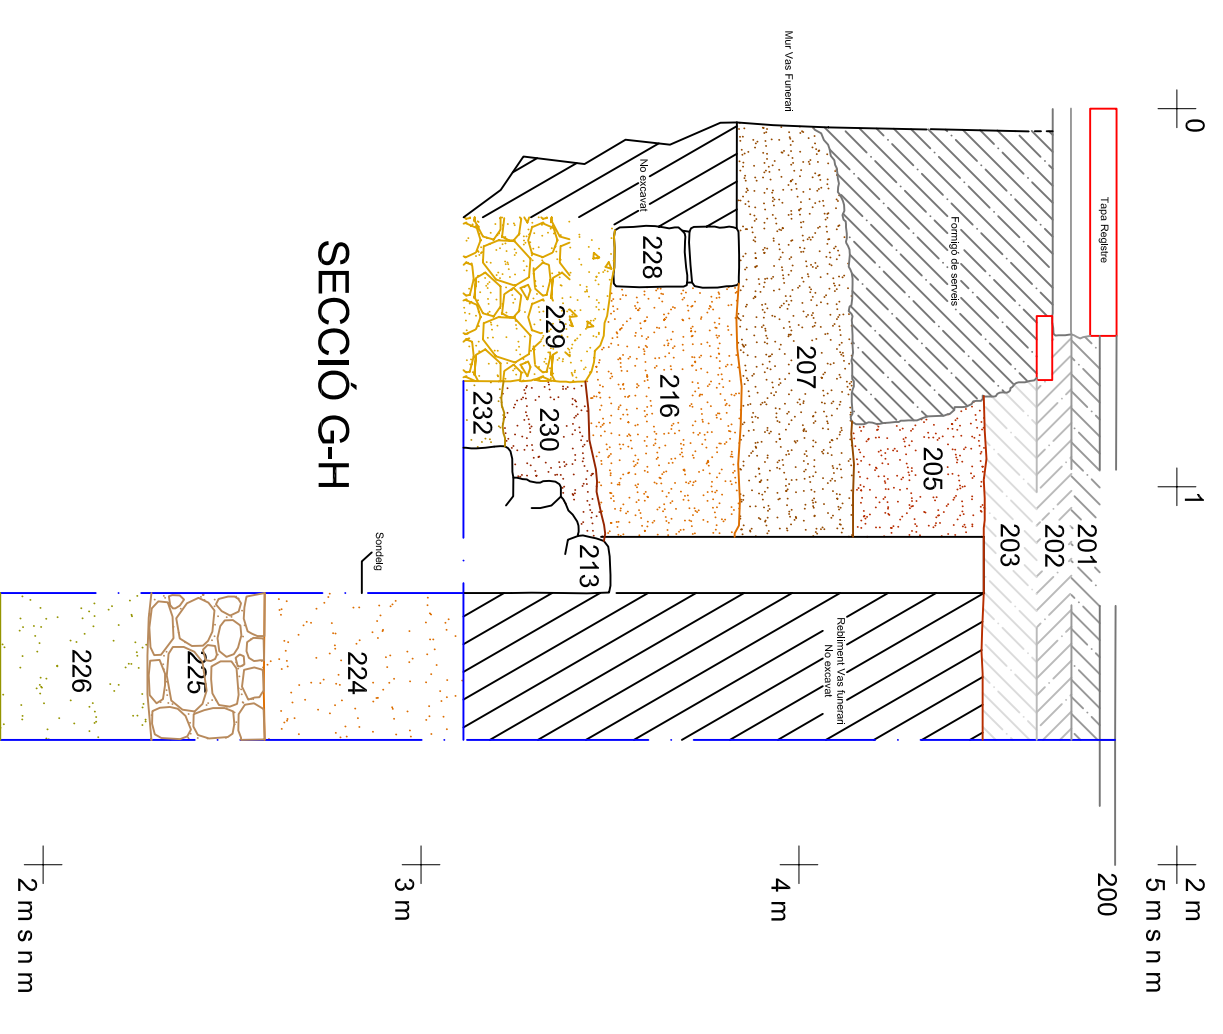 0
1
2 m
5 m s n m
4 m
3 m
2 m s n m
Tapa Registre
Mur Vas Funerari
Formigó de serveis
No excavat
200
201
202
203
205
207
228
216
229
230
232
213
Rebliment Vas funerari
No excavat
Sondeig
224
225
226
SECCIÓ G-H